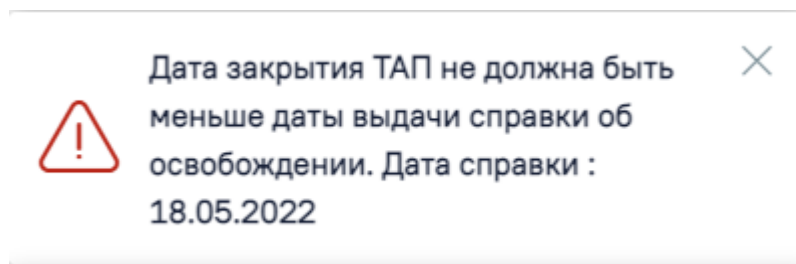 Дата закрытия ТАП не должна быть
меньше даты выдачи справки об
освобождении. Дата справки :
18.05.2022